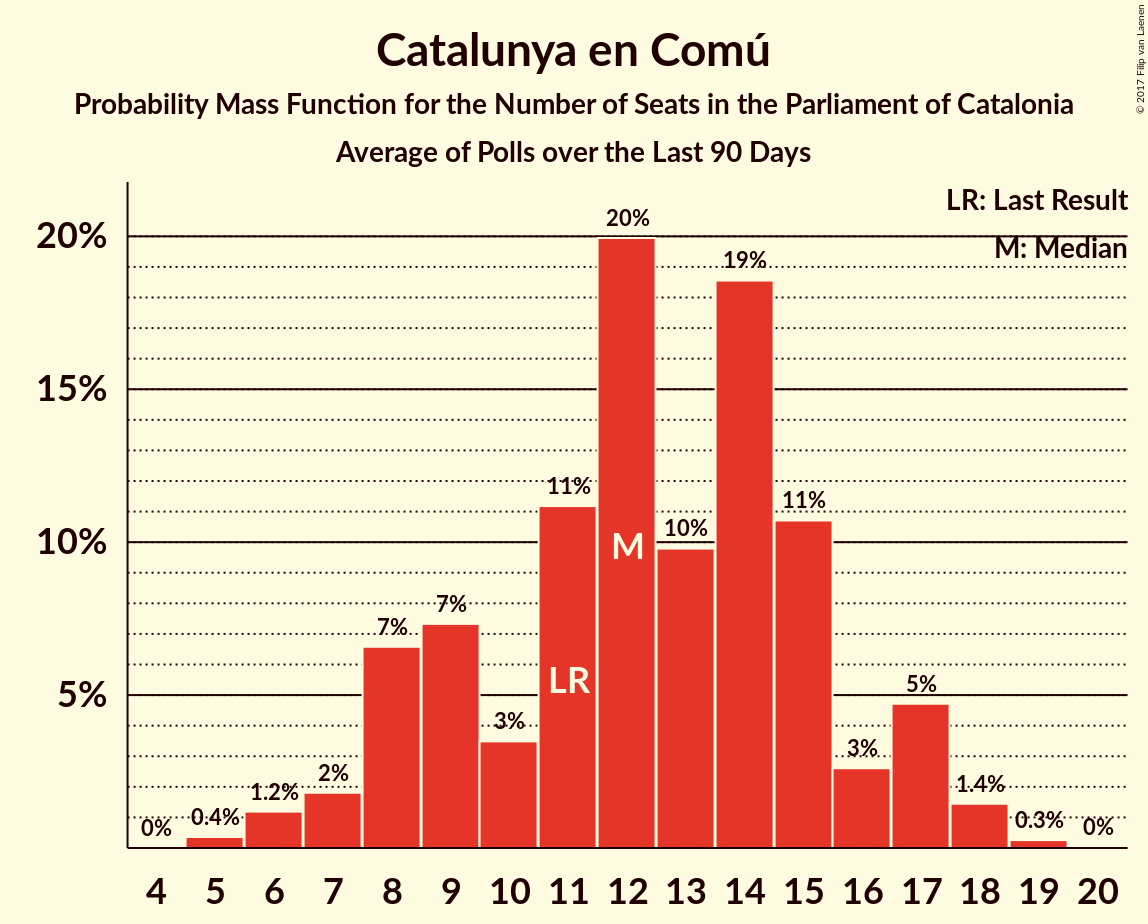 Catalunya en Comú
Probability Mass Function for the Number of Seats in the Parliament of Catalonia
Average of Polls over the Last 90 Days
© 2017 Filip van Laenen
LR: Last Result
M: Median
20%
15%
10%
5%
0%
0.4%
1.2%
2%
7%
7%
3%
11%
20%
10%
19%
11%
3%
5%
1.4%
0.3%
0%
LR
M
4 5 6 7 8 9 10 11 12 13 14 15 16 17 18 19 20